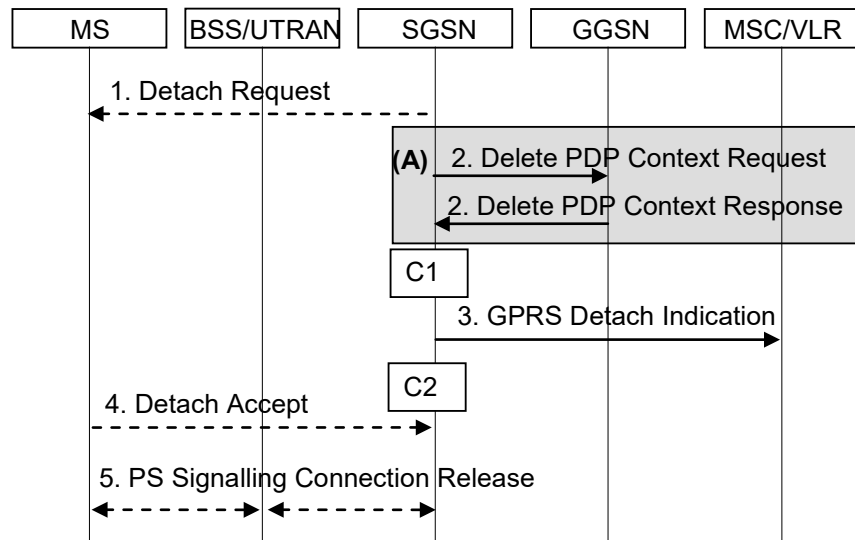 MS BSS/UTRAN SGSN GGSN MSC/VLR
1. Detach Request
(A) 2. Delete PDP Context Request
2. Delete PDP Context Response
C1
3. GPRS Detach Indication
C2
4. Detach Accept
5. PS Signalling Connection Release